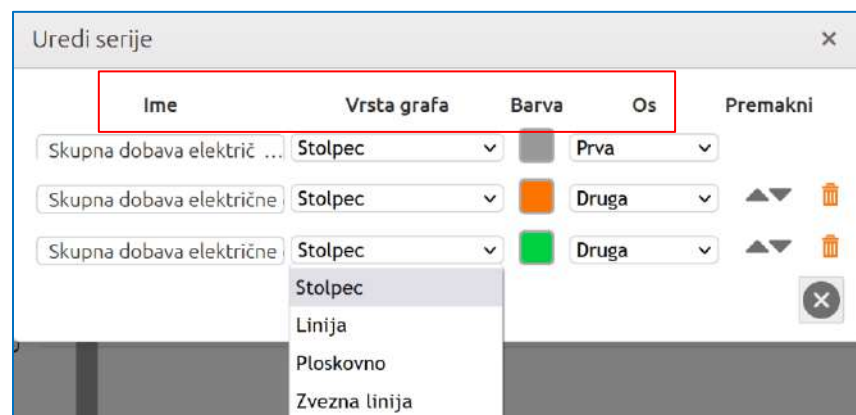 Uredi serije
Ime Vrsta grafa Barva Os Premakni
Skupna dobava električ ... Stolpec Prva
Skupna dobava električne Stolpec Druga
Skupna dobava električne Stolpec Druga
Stolpec
Linija
Ploskovno
Zvezna linija